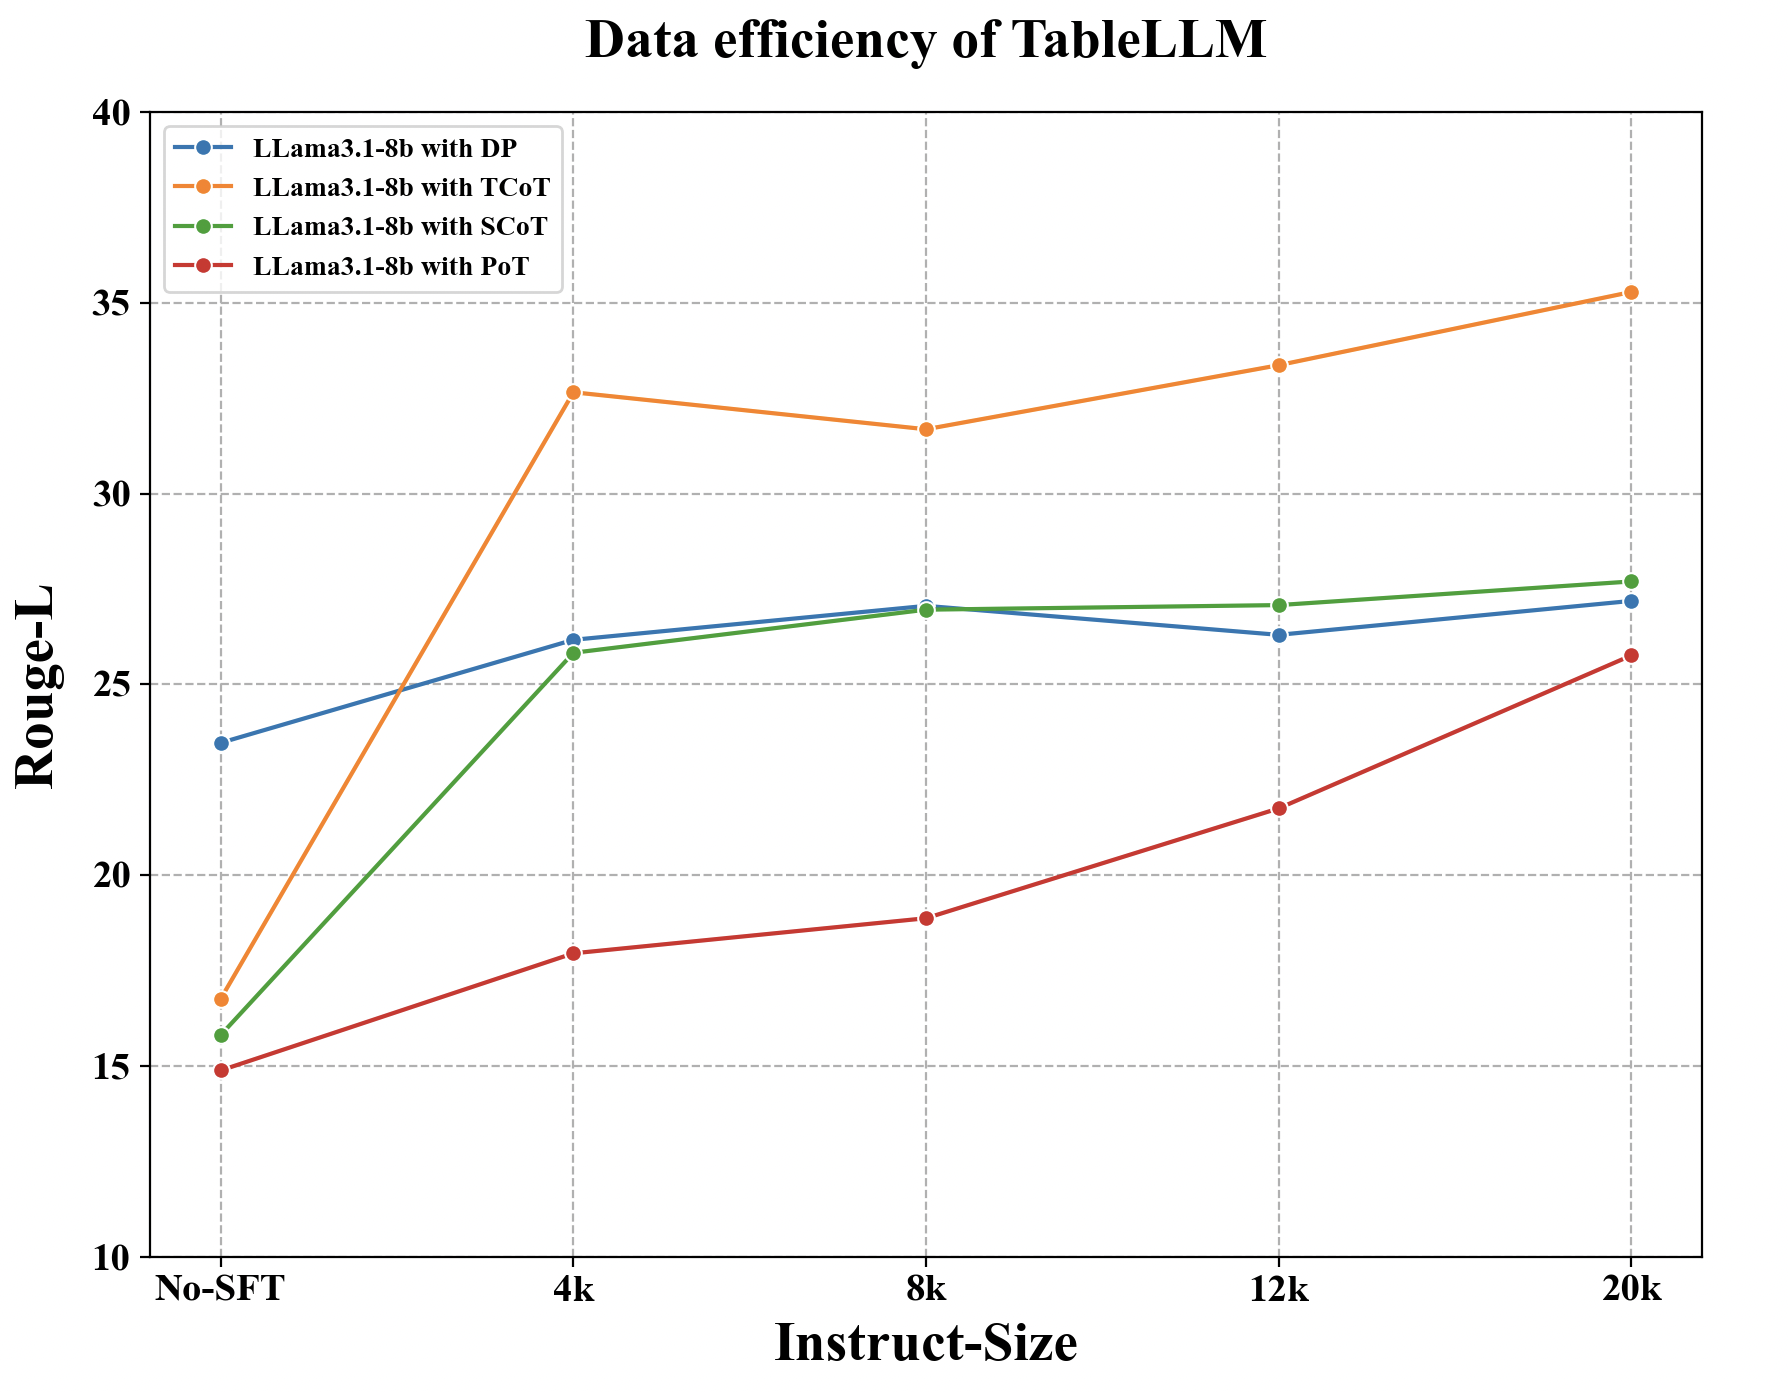 Data efficiency of TableLLM
LLama3.1-8b with DP
LLama3.1-8b with TCoT
LLama3.1-8b with SCoT
LLama3.1-8b with PoT
Rouge-L
40
35
30
25
20
15
10
No-SFT 4k 8k 12k 20k
Instruct-Size